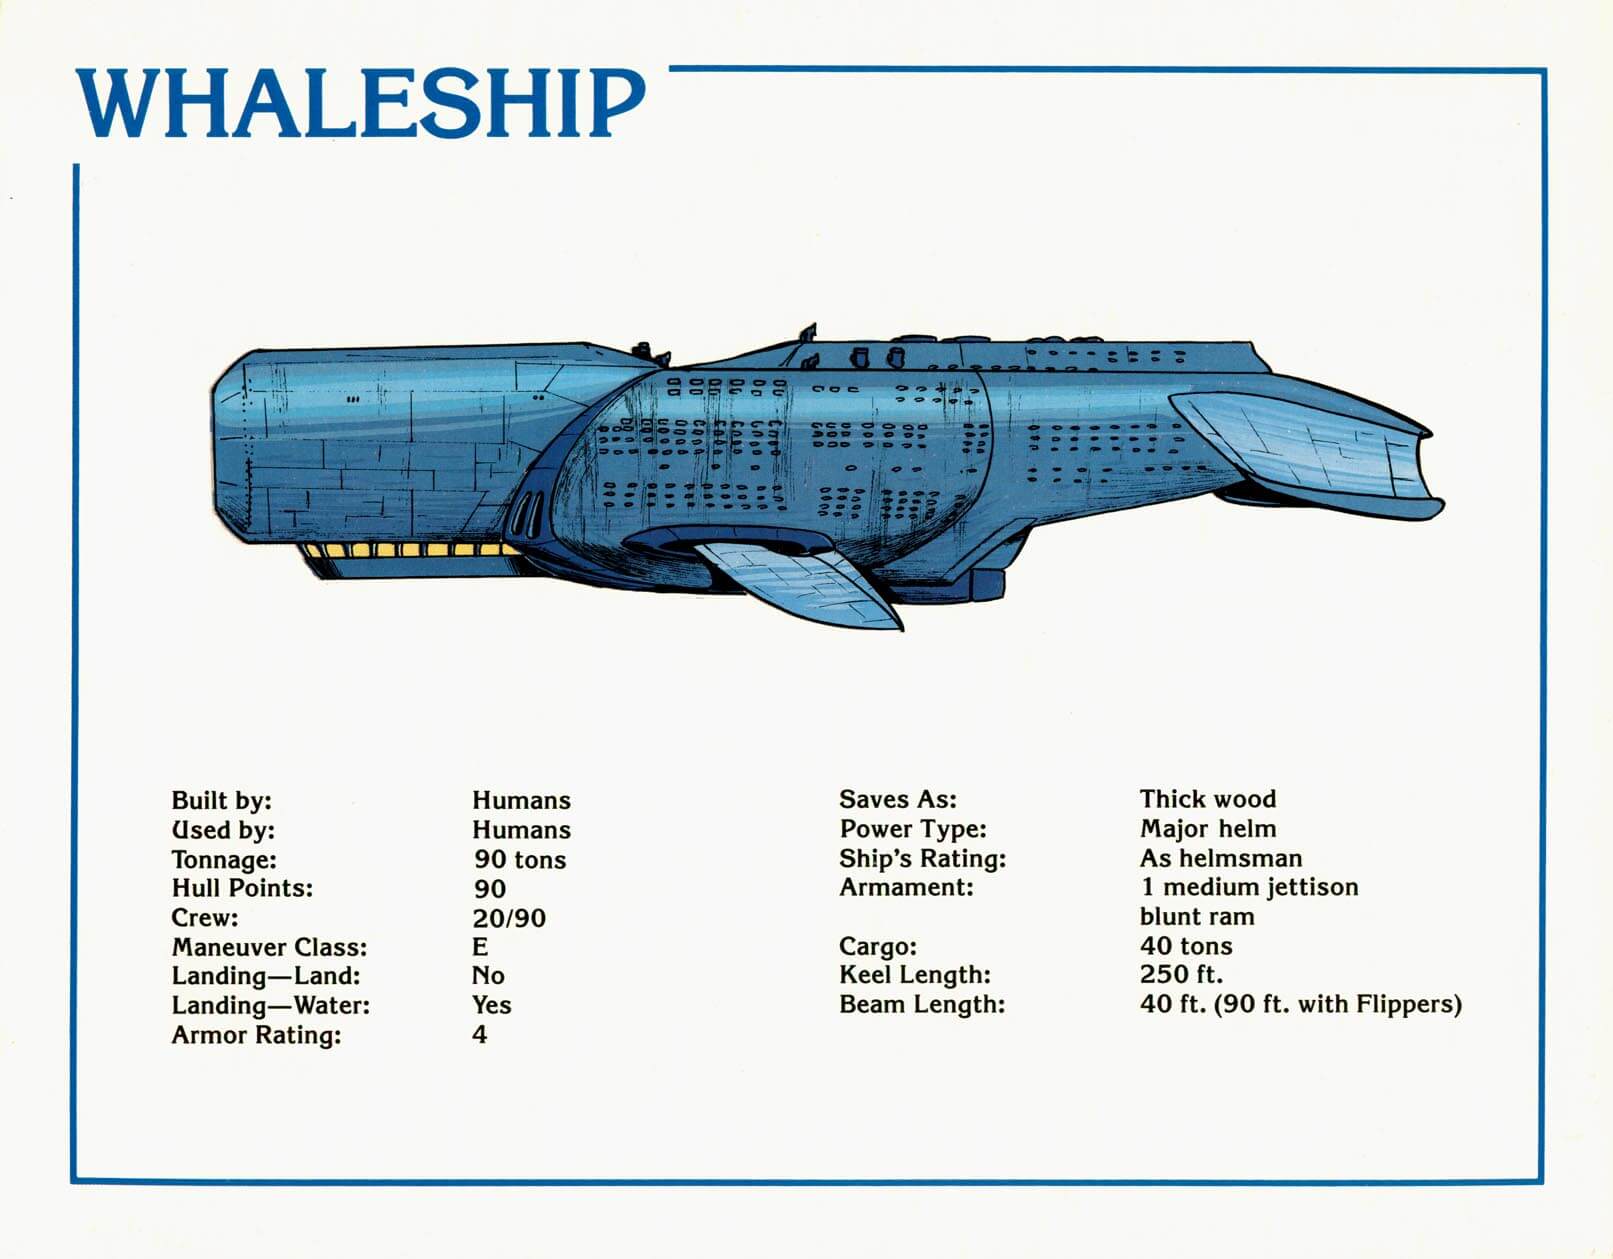 WHALESHIP
Built by: Humans
Used by: Humans
Tonnage: 90 tons
Hull Points: 90
Crew: 20/90
Maneuver Class: E
Landing—Land: No
Landing—Water: Yes
Armor Rating: 4
Saves As: Thick wood
Power Type: Major helm
Ship's Rating: As helmsman
Armament: 1 medium jettison
blunt ram
Cargo: 40 tons
Keel Length: 250 ft.
Beam Length: 40 ft. (90 ft. with Flippers)